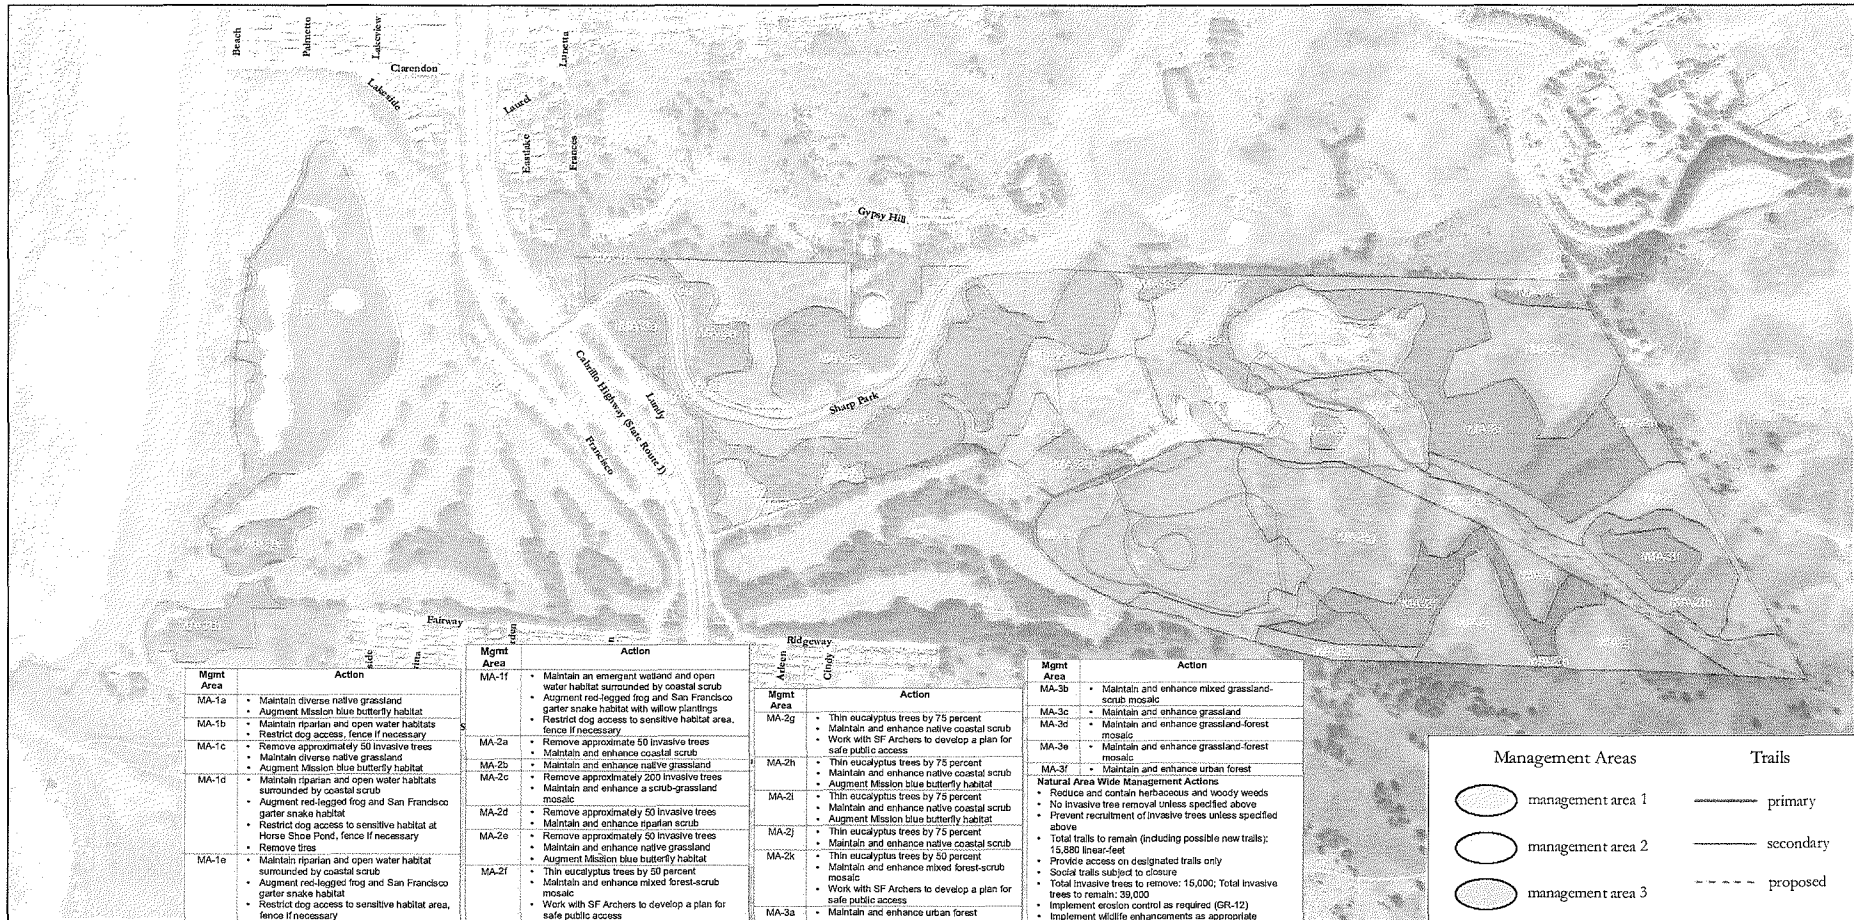 Beach
Palmetto
Lakeview
Clarendon
Lakeside
Lunetta
Laurel
Eastlake
Frances
Gypsy Hill
Sharp Park
Cabrillo Highway (State Route 1)
Lundy
Francisco
Fairway
Ridgeway
Arleen
Cindy
Mgmt Area
Action
MA-1a
• Maintain diverse native grassland
• Augment Mission blue butterfly habitat
MA-1b
• Maintain riparian and open water habitats
• Restrict dog access, fence if necessary
MA-1c
• Remove approximately 50 invasive trees
• Maintain diverse native grassland
• Augment Mission blue butterfly habitat
MA-1d
• Maintain riparian and open water habitats
surrounded by coastal scrub
• Augment red-legged frog and San Francisco
garter snake habitat
• Restrict dog access to sensitive habitat at
Horse Shoe Pond, fence if necessary
• Remove tires
MA-1e
• Maintain riparian and open water habitat
surrounded by coastal scrub
• Augment red-legged frog and San Francisco
garter snake habitat
• Restrict dog access to sensitive habitat area,
fence if necessary
Mgmt Area
Action
MA-1f
• Maintain an emergent wetland and open
water habitat surrounded by coastal scrub
• Augment red-legged frog and San Francisco
garter snake habitat with willow plantings
• Restrict dog access to sensitive habitat area,
fence if necessary
MA-2a
• Remove approximate 50 invasive trees
• Maintain and enhance coastal scrub
MA-2b
• Maintain and enhance native grassland
MA-2c
• Remove approximately 200 invasive trees
• Maintain and enhance a scrub-grassland
mosaic
MA-2d
• Remove approximately 50 invasive trees
• Maintain and enhance riparian scrub
MA-2e
• Remove approximately 50 invasive trees
• Maintain and enhance native grassland
• Augment Mission blue butterfly habitat
MA-2f
• Thin eucalyptus trees by 50 percent
• Maintain and enhance mixed forest-scrub
mosaic
• Work with SF Archers to develop a plan for
safe public access
Mgmt Area
Action
MA-2g
• Thin eucalyptus trees by 75 percent
• Maintain and enhance native coastal scrub
• Work with SF Archers to develop a plan for
safe public access
MA-2h
• Thin eucalyptus trees by 75 percent
• Maintain and enhance native coastal scrub
• Augment Mission blue butterfly habitat
MA-2i
• Thin eucalyptus trees by 75 percent
• Maintain and enhance native coastal scrub
• Augment Mission blue butterfly habitat
MA-2j
• Thin eucalyptus trees by 75 percent
• Maintain and enhance native coastal scrub
MA-2k
• Thin eucalyptus trees by 50 percent
• Maintain and enhance mixed forest-scrub
mosaic
• Work with SF Archers to develop a plan for
safe public access
MA-3a
• Maintain and enhance urban forest
Mgmt Area
Action
MA-3b
• Maintain and enhance mixed grassland-
scrub mosaic
MA-3c
• Maintain and enhance grassland
MA-3d
• Maintain and enhance grassland-forest
mosaic
MA-3e
• Maintain and enhance grassland-forest
mosaic
MA-3f
• Maintain and enhance urban forest
Natural Area Wide Management Actions
• Reduce and contain herbaceous and woody weeds
• No invasive tree removal unless specified above
• Prevent recruitment of invasive trees unless specified
above
• Total trails to remain (including possible new trails):
15,880 linear-feet
• Provide access on designated trails only
• Social trails subject to closure
• Total invasive trees to remove: 15,000; Total invasive
trees to remain: 39,000
• Implement erosion control as required (GR-12)
• Implement wildlife enhancements as appropriate
Management Areas
Trails
management area 1
primary
management area 2
secondary
management area 3
proposed